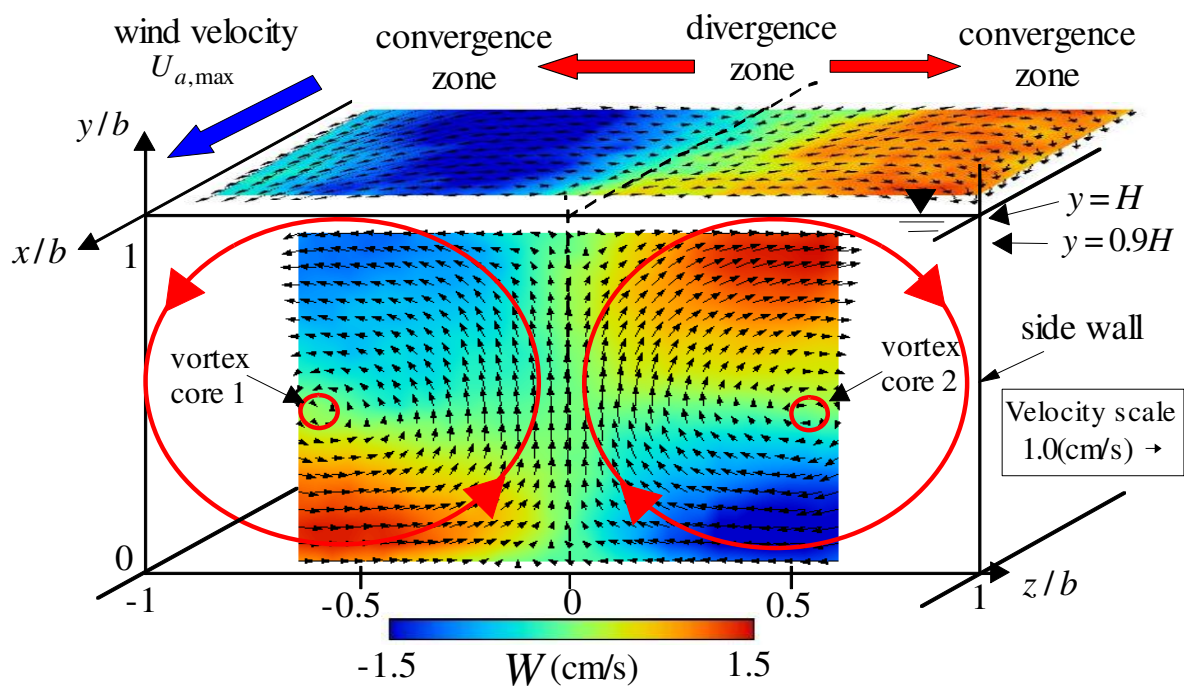 wind velocity
U a,max
convergence
zone
divergence
zone
convergence
zone
y/b
x/b
1
y=H
y=0.9H
vortex
core 1
vortex
core 2
side wall
Velocity scale
1.0(cm/s)
0
-1
-0.5
0
0.5
1
z/b
-1.5
W(cm/s)
1.5